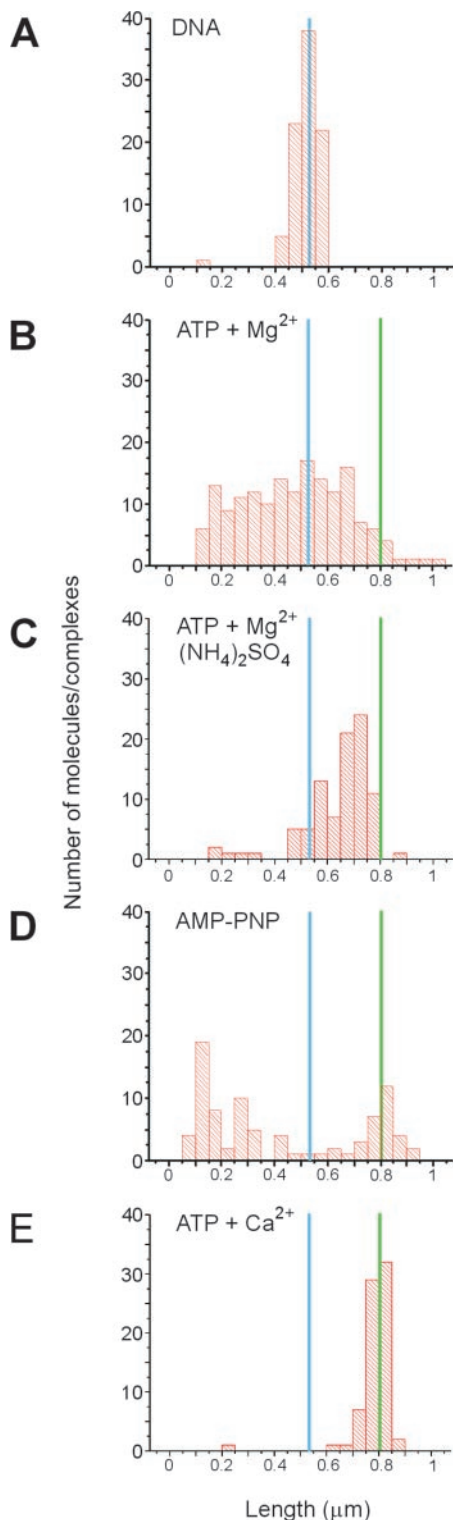 A
DNA
40
30
20
10
0
0 0.2 0.4 0.6 0.8 1
B
ATP + Mg2+
40
30
20
10
0
0 0.2 0.4 0.6 0.8 1
C
ATP + Mg2+
(NH4)2SO4
40
30
20
10
0
0 0.2 0.4 0.6 0.8 1
Number of molecules/complexes
D
AMP-PNP
40
30
20
10
0
0 0.2 0.4 0.6 0.8 1
E
ATP + Ca2+
40
30
20
10
0
0 0.2 0.4 0.6 0.8 1
Length (μm)